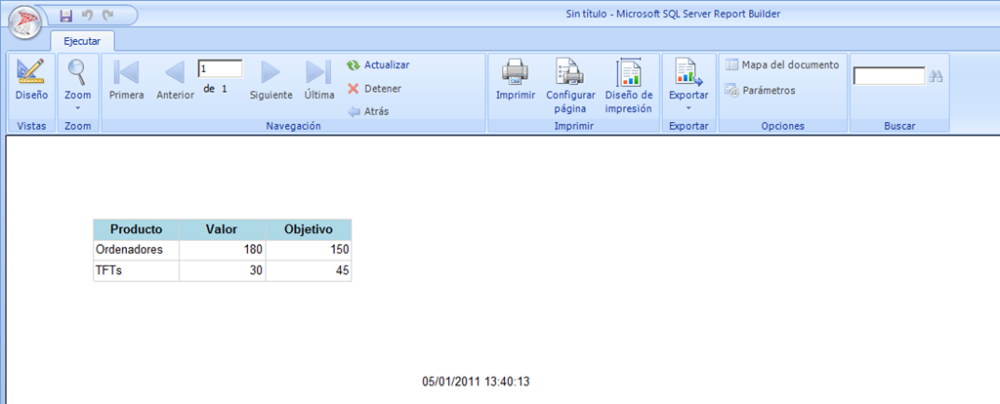 Sin título - Microsoft SQL Server Report Builder
Ejecutar
Diseño
Vistas
Zoom
Zoom
Primera
Anterior
1
de 1
Siguiente
Última
Actualizar
Detener
Atrás
Navegación
Imprimir
Configurar página
Diseño de impresión
Imprimir
Exportar
Exportar
Mapa del documento
Parámetros
Opciones
Buscar
Producto Valor Objetivo
Ordenadores 180 150
TFTs 30 45
05/01/2011 13:40:13